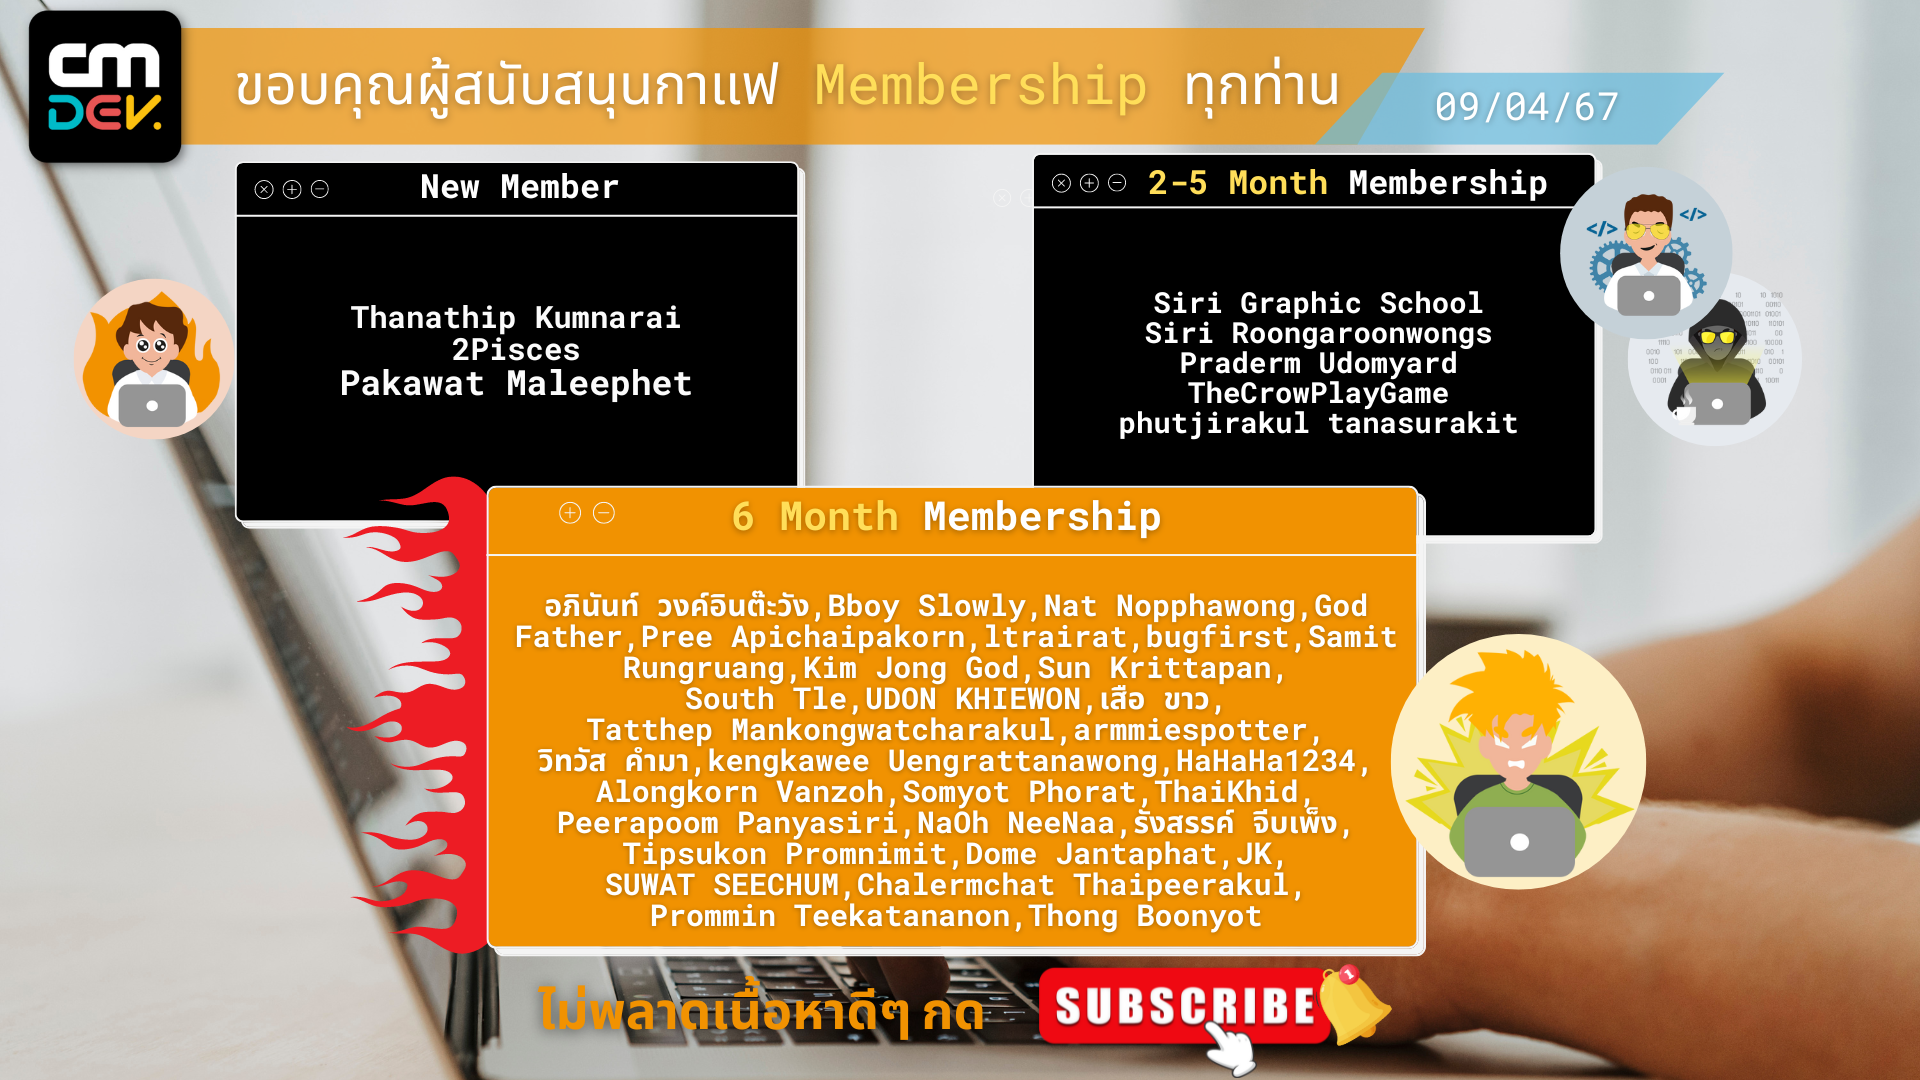 cm
DEV.
ขอบคุณผู้สนับสนุนกาแฟ Membership ทุกท่าน
09/04/67
New Member
Thanathip Kumnarai
2Pisces
Pakawat Maleephet
2-5 Month Membership
Siri Graphic School
Siri Roongaroonwongs
Praderm Udomyard
TheCrowPlayGame
phutjirakul tanasurakit
</>
</>
6 Month Membership
อภินันท์ วงค์อินต๊ะวัง,Bboy Slowly,Nat Nopphawong,God
Father,Pree Apichaipakorn,ltrairat,bugfirst,Samit
Rungruang,Kim Jong God,Sun Krittapan,
South Tle,UDON KHIEWON,เสือ ขาว,
Tatthep Mankongwatcharakul,armmiespotter,
วิทวัส คำมา,kengkawee Uengrattanawong,HaHaHa1234,
Alongkorn Vanzoh,Somyot Phorat,ThaiKhid,
Peerapoom Panyasiri,NaOh NeeNaa,รังสรรค์ จีบเพ็ง,
Tipsukon Promnimit,Dome Jantaphat,JK,
SUWAT SEECHUM,Chalermchat Thaipeerakul,
Prommin Teekatananon,Thong Boonyot
ไม่พลาดเนื้อหาดีๆ กด
SUBSCRIBE
1